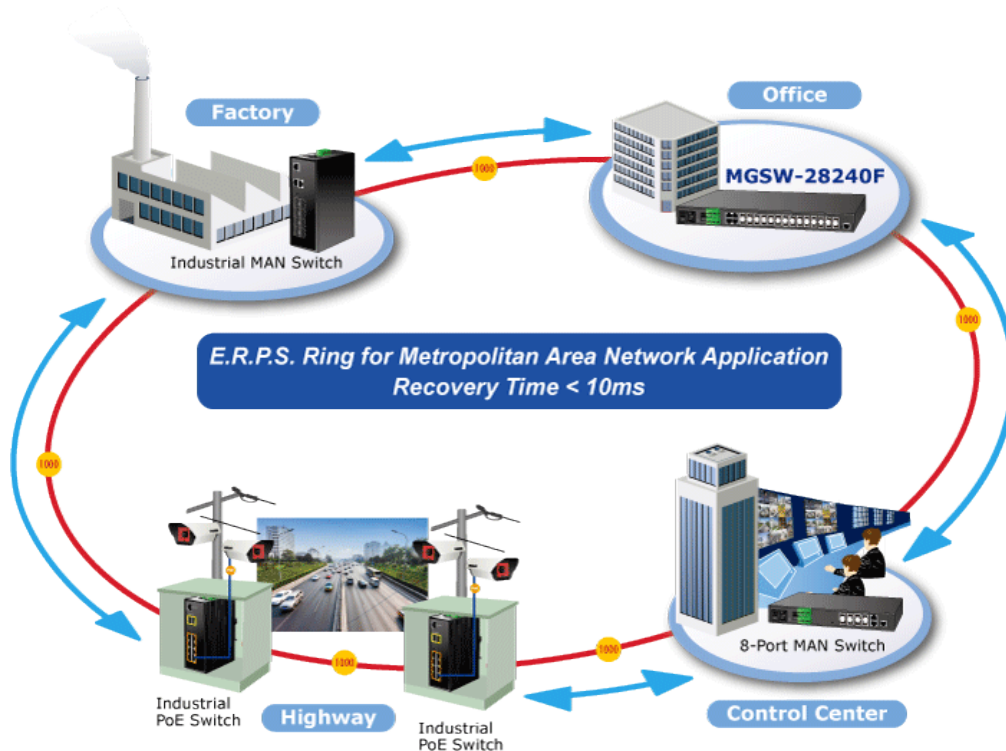 Factory
Office
1000
MGSW-28240F
Industrial MAN Switch
1000
E.R.P.S. Ring for Metropolitan Area Network Application
Recovery Time < 10ms
1000
8-Port MAN Switch
1000
1000
Industrial
PoE Switch
Highway
Industrial
PoE Switch
Control Center